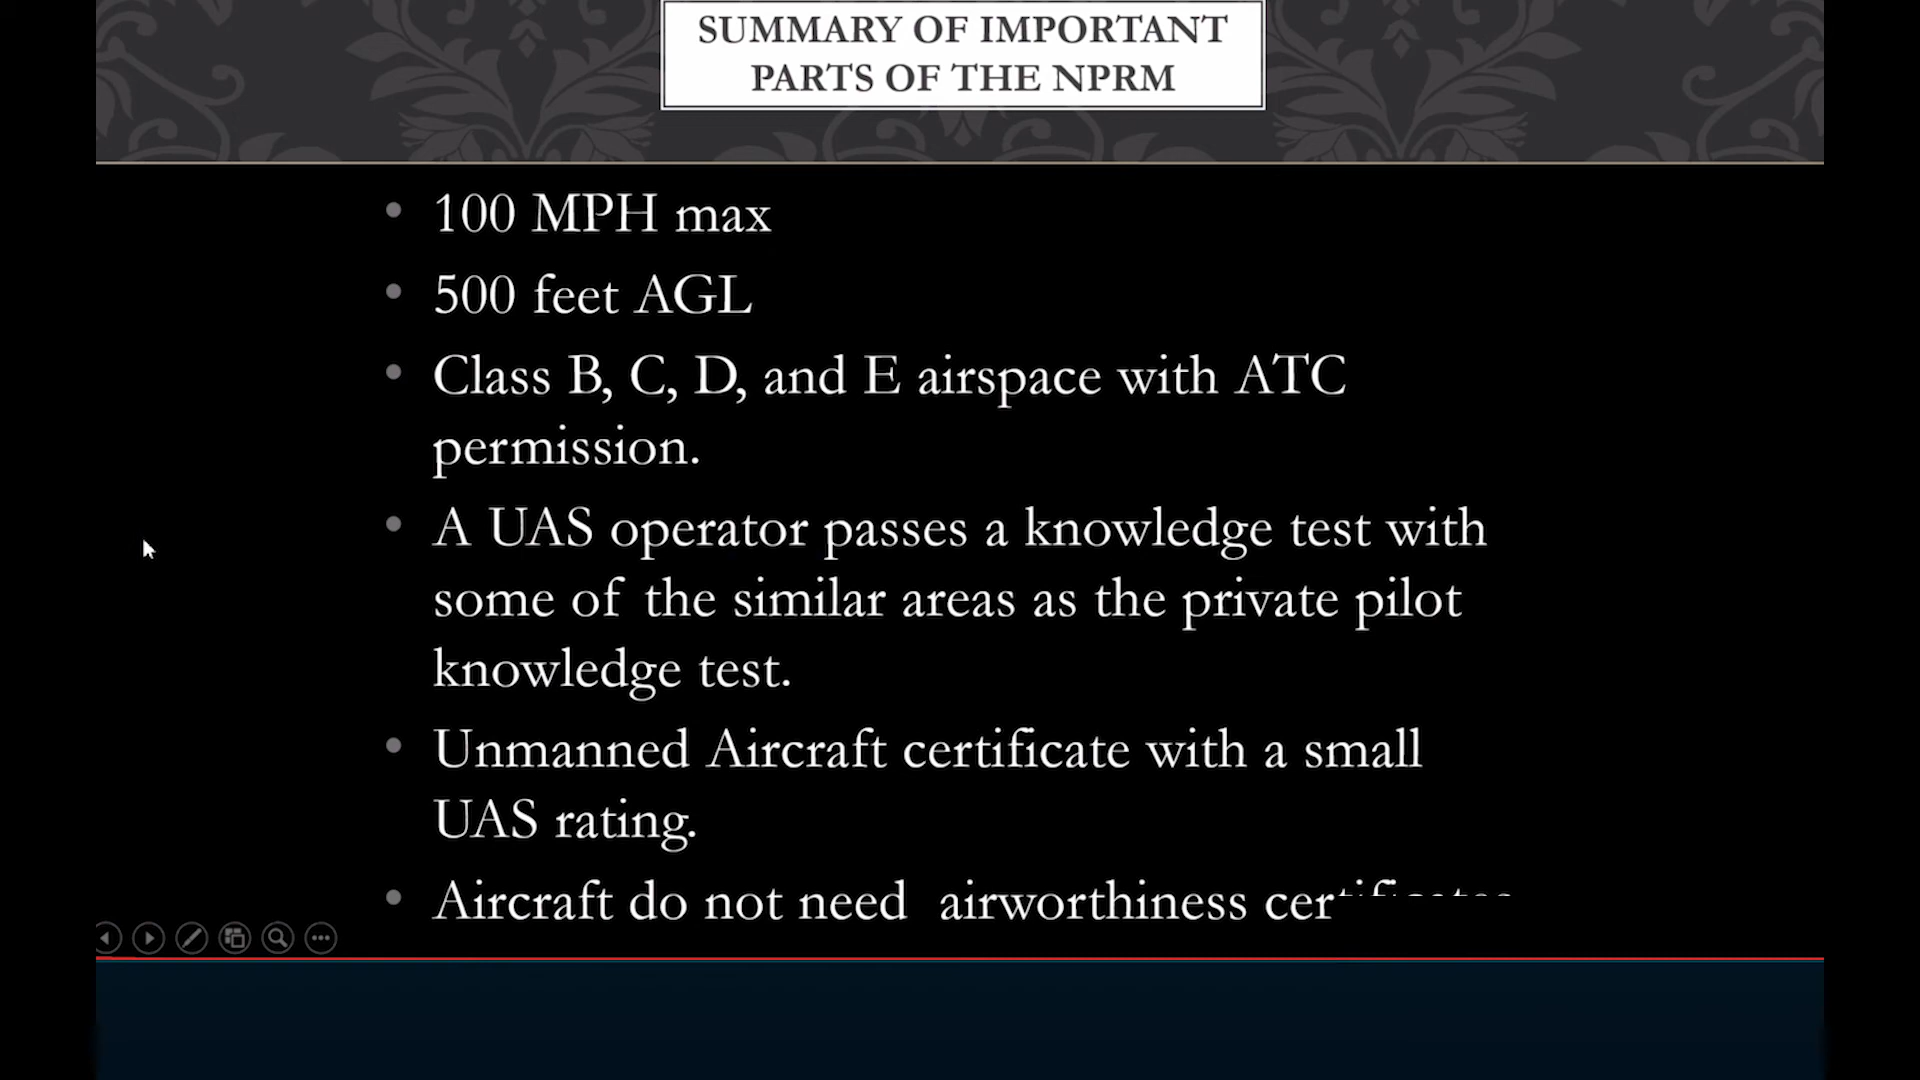 SUMMARY OF IMPORTANT
PARTS OF THE NPRM
• 100 MPH max
• 500 feet AGL
• Class B, C, D, and E airspace with ATC
permission.
• A UAS operator passes a knowledge test with
some of the similar areas as the private pilot
knowledge test.
• Unmanned Aircraft certificate with a small
UAS rating.
• Aircraft do not need airworthiness